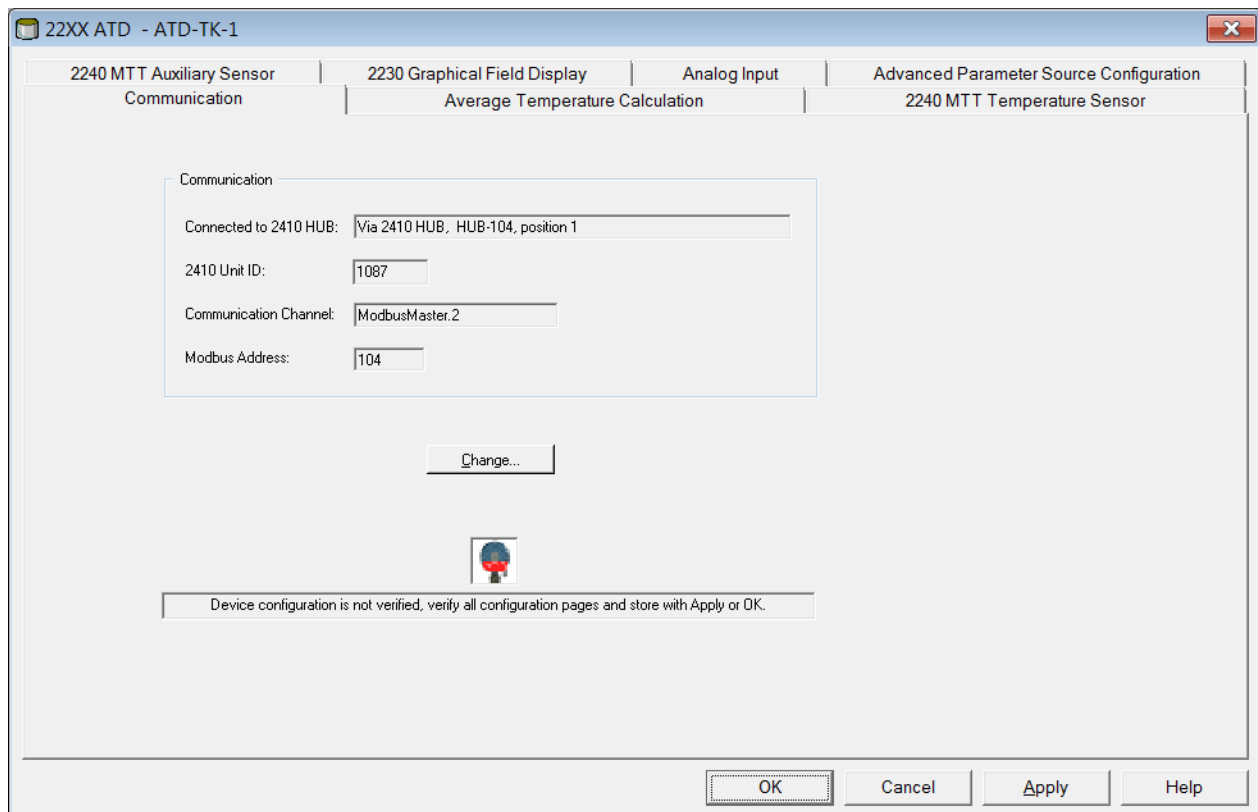 22XX ATD - ATD-TK-1
2240 MTT Auxiliary Sensor
2230 Graphical Field Display
Analog Input
Advanced Parameter Source Configuration
Communication
Average Temperature Calculation
2240 MTT Temperature Sensor
Communication
Connected to 2410 HUB: Via 2410 HUB, HUB-104, position 1
2410 Unit ID: 1087
Communication Channel: ModbusMaster.2
Modbus Address: 104
Change...
Device configuration is not verified, verify all configuration pages and store with Apply or OK.
OK
Cancel
Apply
Help